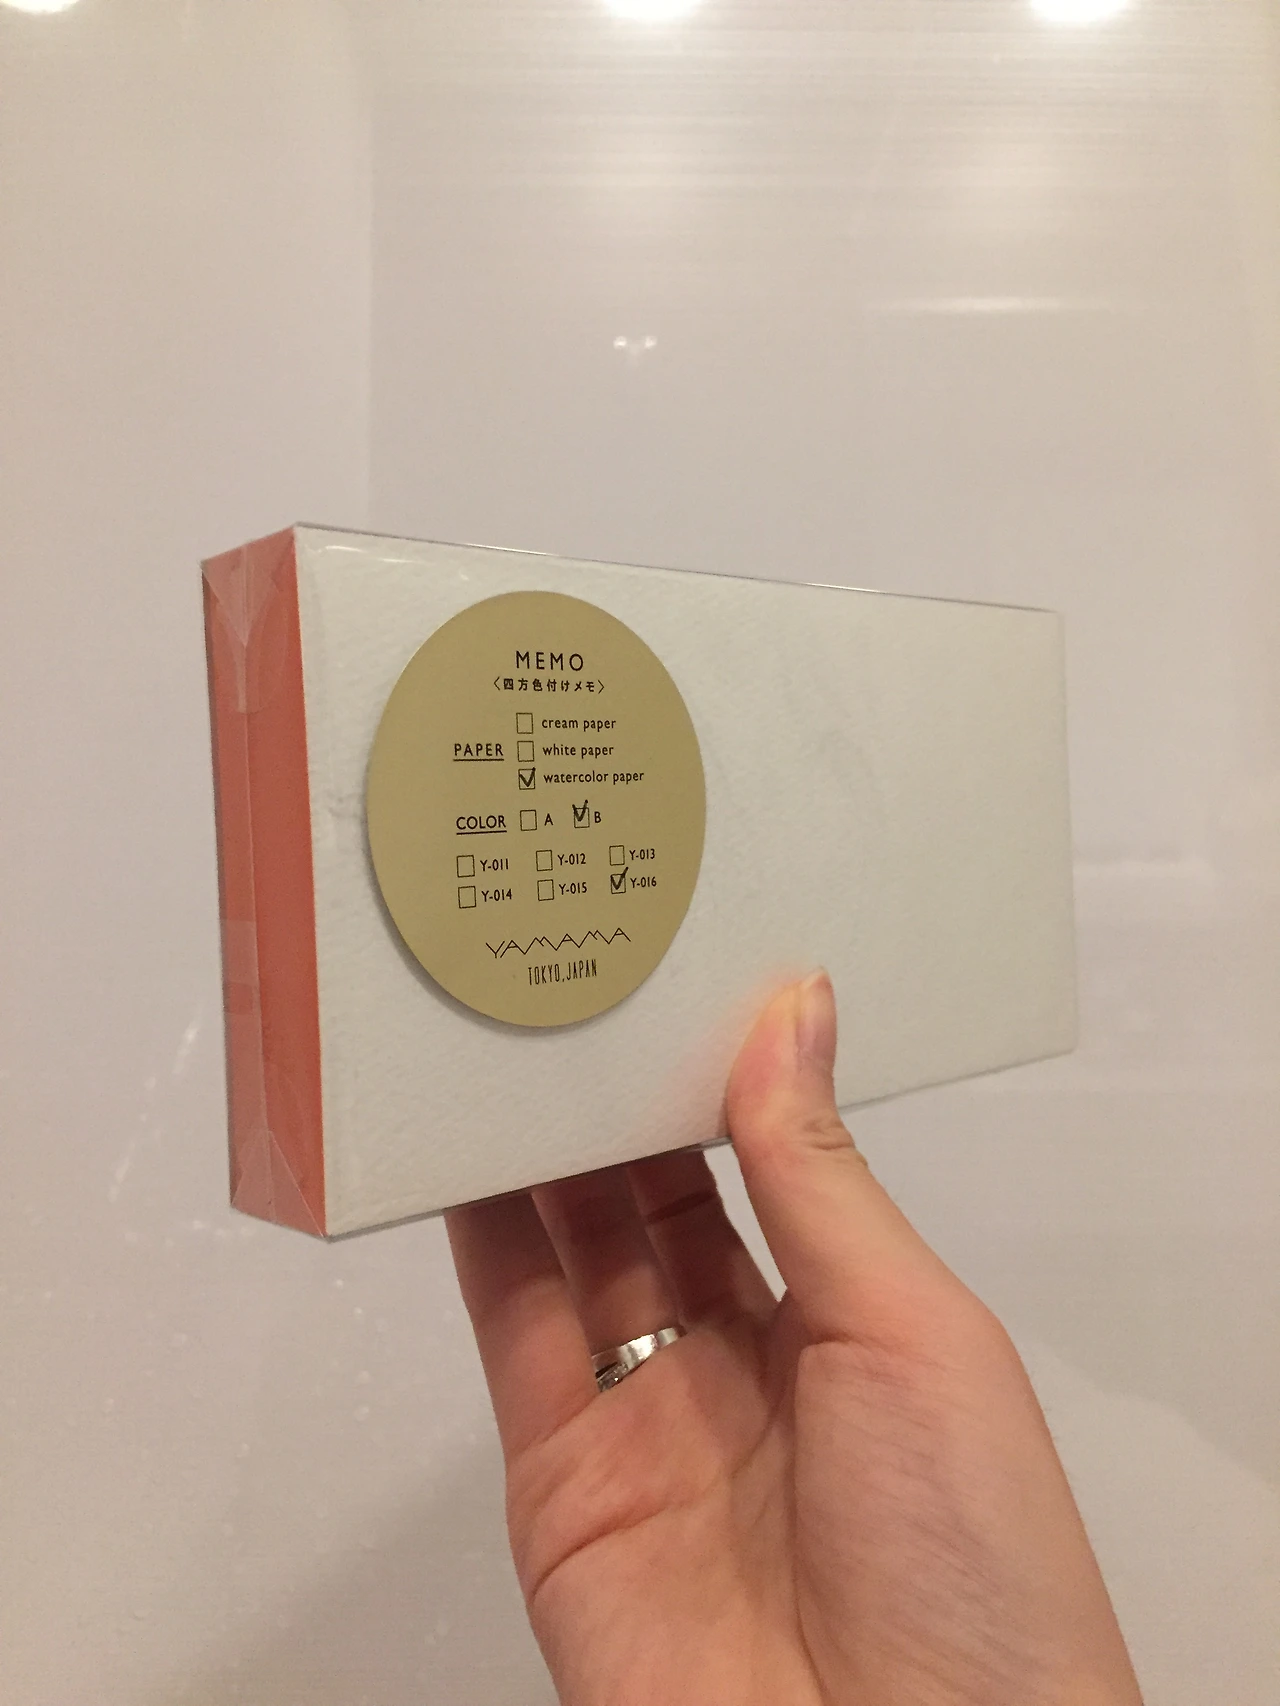 MEMO
〈四方色付けメモ〉
cream paper
PAPER white paper
watercolor paper
COLOR A B
Y-011 Y-012 Y-013
Y-014 Y-015 Y-016
YAMAMA
TOKYO,JAPAN